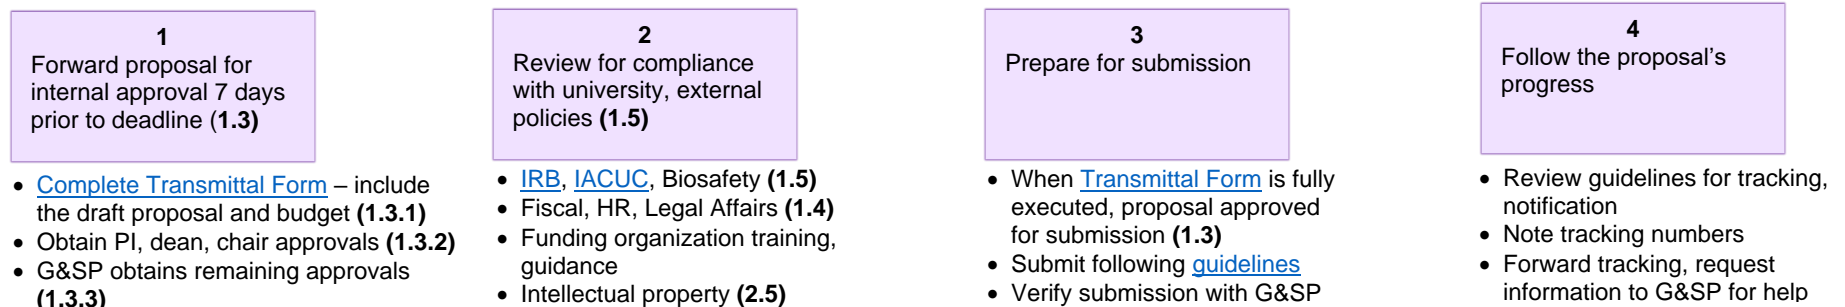 1
Forward proposal for
internal approval 7 days
prior to deadline (1.3)
• Complete Transmittal Form – include
the draft proposal and budget (1.3.1)
• Obtain PI, dean, chair approvals (1.3.2)
• G&SP obtains remaining approvals
(1.3.3)
2
Review for compliance
with university, external
policies (1.5)
• IRB, IACUC, Biosafety (1.5)
• Fiscal, HR, Legal Affairs (1.4)
• Funding organization training,
guidance
• Intellectual property (2.5)
3
Prepare for submission
• When Transmittal Form is fully
executed, proposal approved
for submission (1.3)
• Submit following guidelines
• Verify submission with G&SP
4
Follow the proposal’s
progress
• Review guidelines for tracking,
notification
• Note tracking numbers
• Forward tracking, request
information to G&SP for help